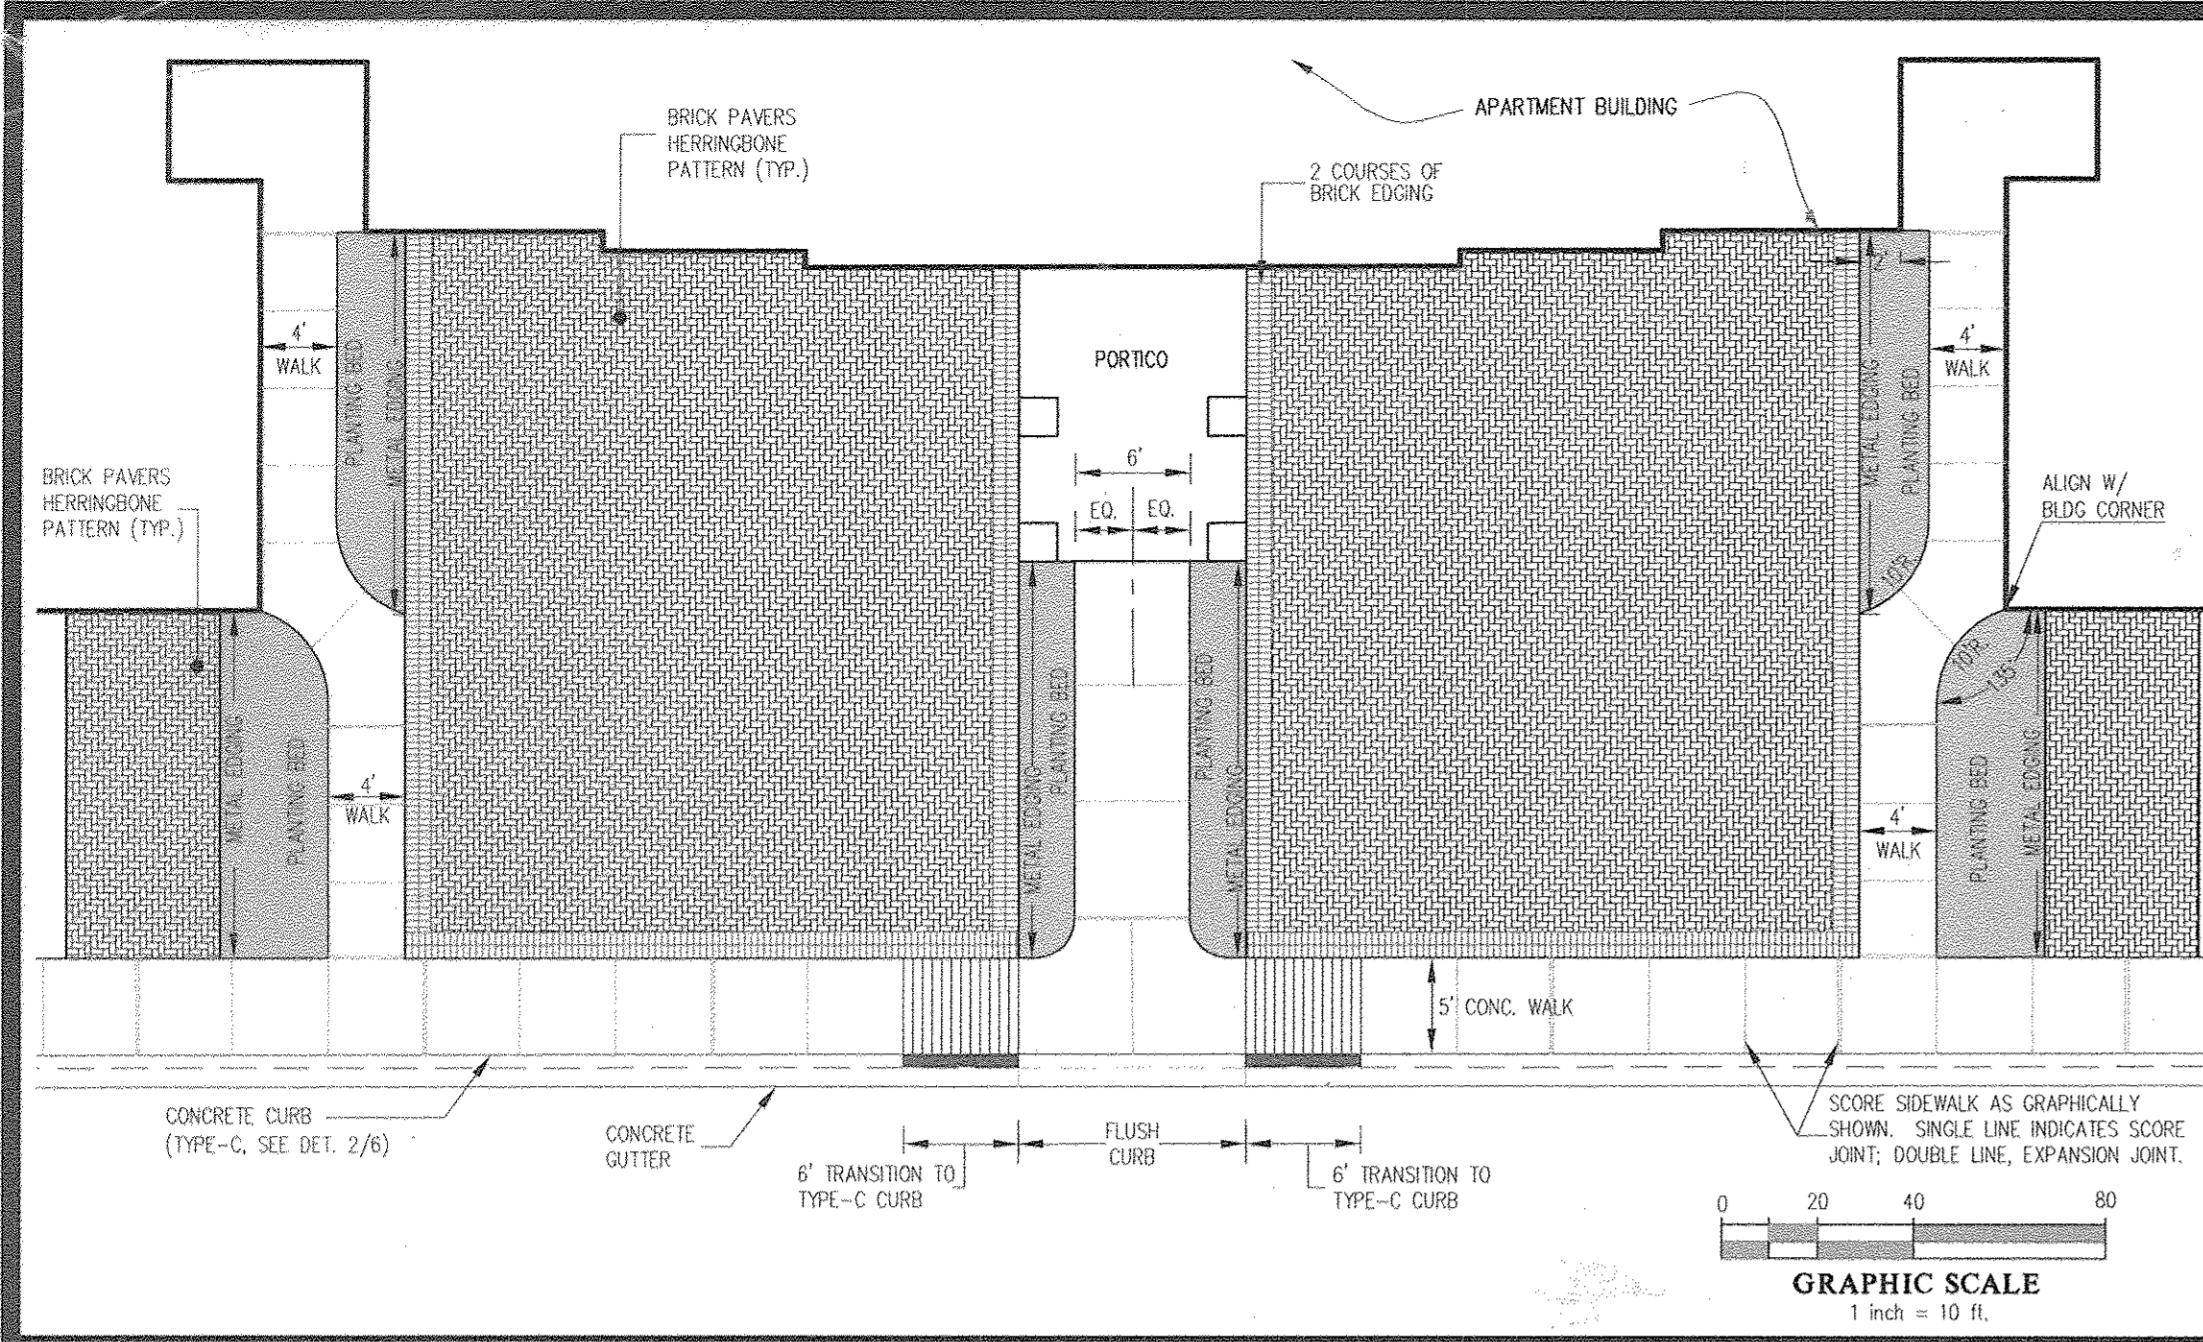 APARTMENT BUILDING
BRICK PAVERS
HERRINGBONE
PATTERN (TYP.)
2 COURSES OF
BRICK EDGING
2'
4'
WALK
PLANTING BED
METAL EDGING
PORTICO
METAL EDGING
PLANTING BED
4'
WALK
6'
EQ.
EQ.
BRICK PAVERS
HERRINGBONE
PATTERN (TYP.)
ALIGN W/
BLDG CORNER
10'R.
10'R.
135°
METAL EDGING
PLANTING BED
4'
WALK
METAL EDGING
PLANTING BED
PLANTING BED
METAL EDGING
4'
WALK
PLANTING BED
METAL EDGING
5' CONC. WALK
CONCRETE CURB
(TYPE-C, SEE DET. 2/6)
CONCRETE
GUTTER
6' TRANSITION TO
TYPE-C CURB
FLUSH
CURB
6' TRANSITION TO
TYPE-C CURB
SCORE SIDEWALK AS GRAPHICALLY
SHOWN. SINGLE LINE INDICATES SCORE
JOINT; DOUBLE LINE, EXPANSION JOINT.
0 20 40 80
GRAPHIC SCALE
1 inch = 10 ft.